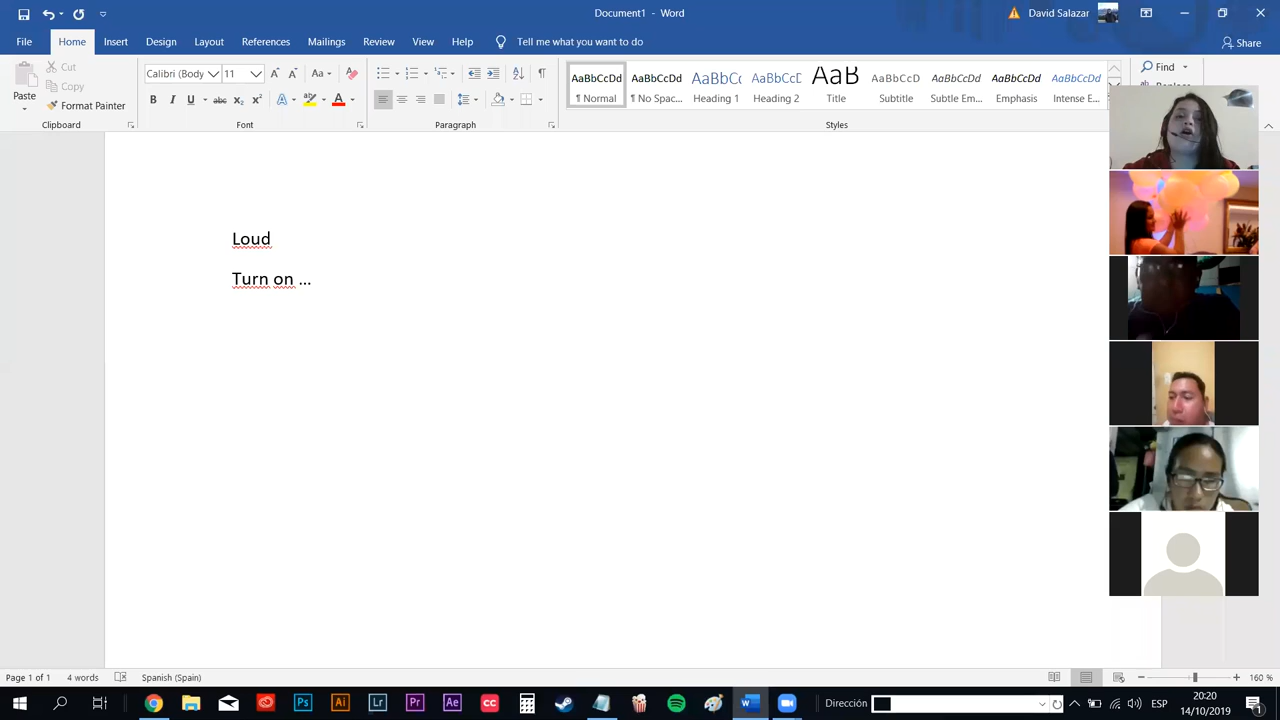 Document1 - Word
David Salazar
File Home Insert Design Layout References Mailings Review View Help Tell me what you want to do
Share
Paste
Cut
Copy
Format Painter
Clipboard
Calibri (Body 11
Font
Paragraph
AaBbCcDd AaBbCcDd AaBbCc AaBbCcD AaB AaBbCcD AaBbCcDd AaBbCcDd AaBbCcDd
¶ Normal ¶ No Spac... Heading 1 Heading 2 Title Subtitle Subtle Em... Emphasis Intense E...
Styles
Find
Loud
Turn on ...
Page 1 of 1 4 words Spanish (Spain)
160 %
Dirección
ESP
20:20
14/10/2019